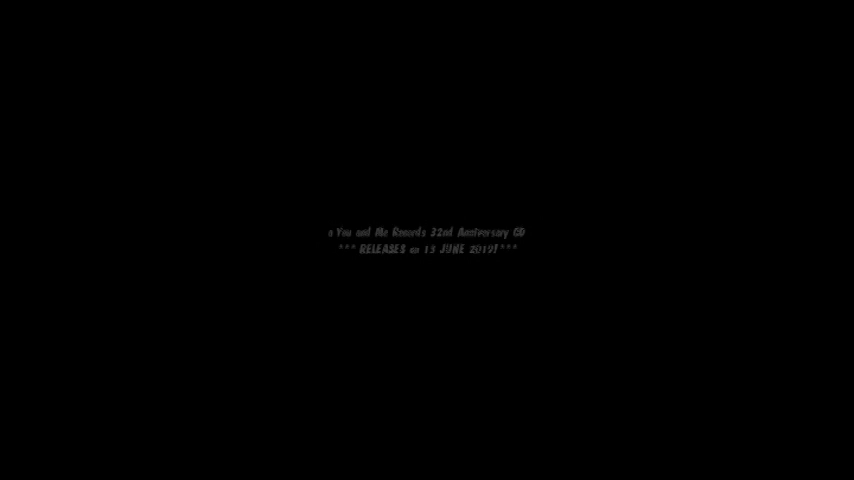 a You and Me Records 32nd Anniversary CD
*** RELEASES on 13 JUNE 2019! ***